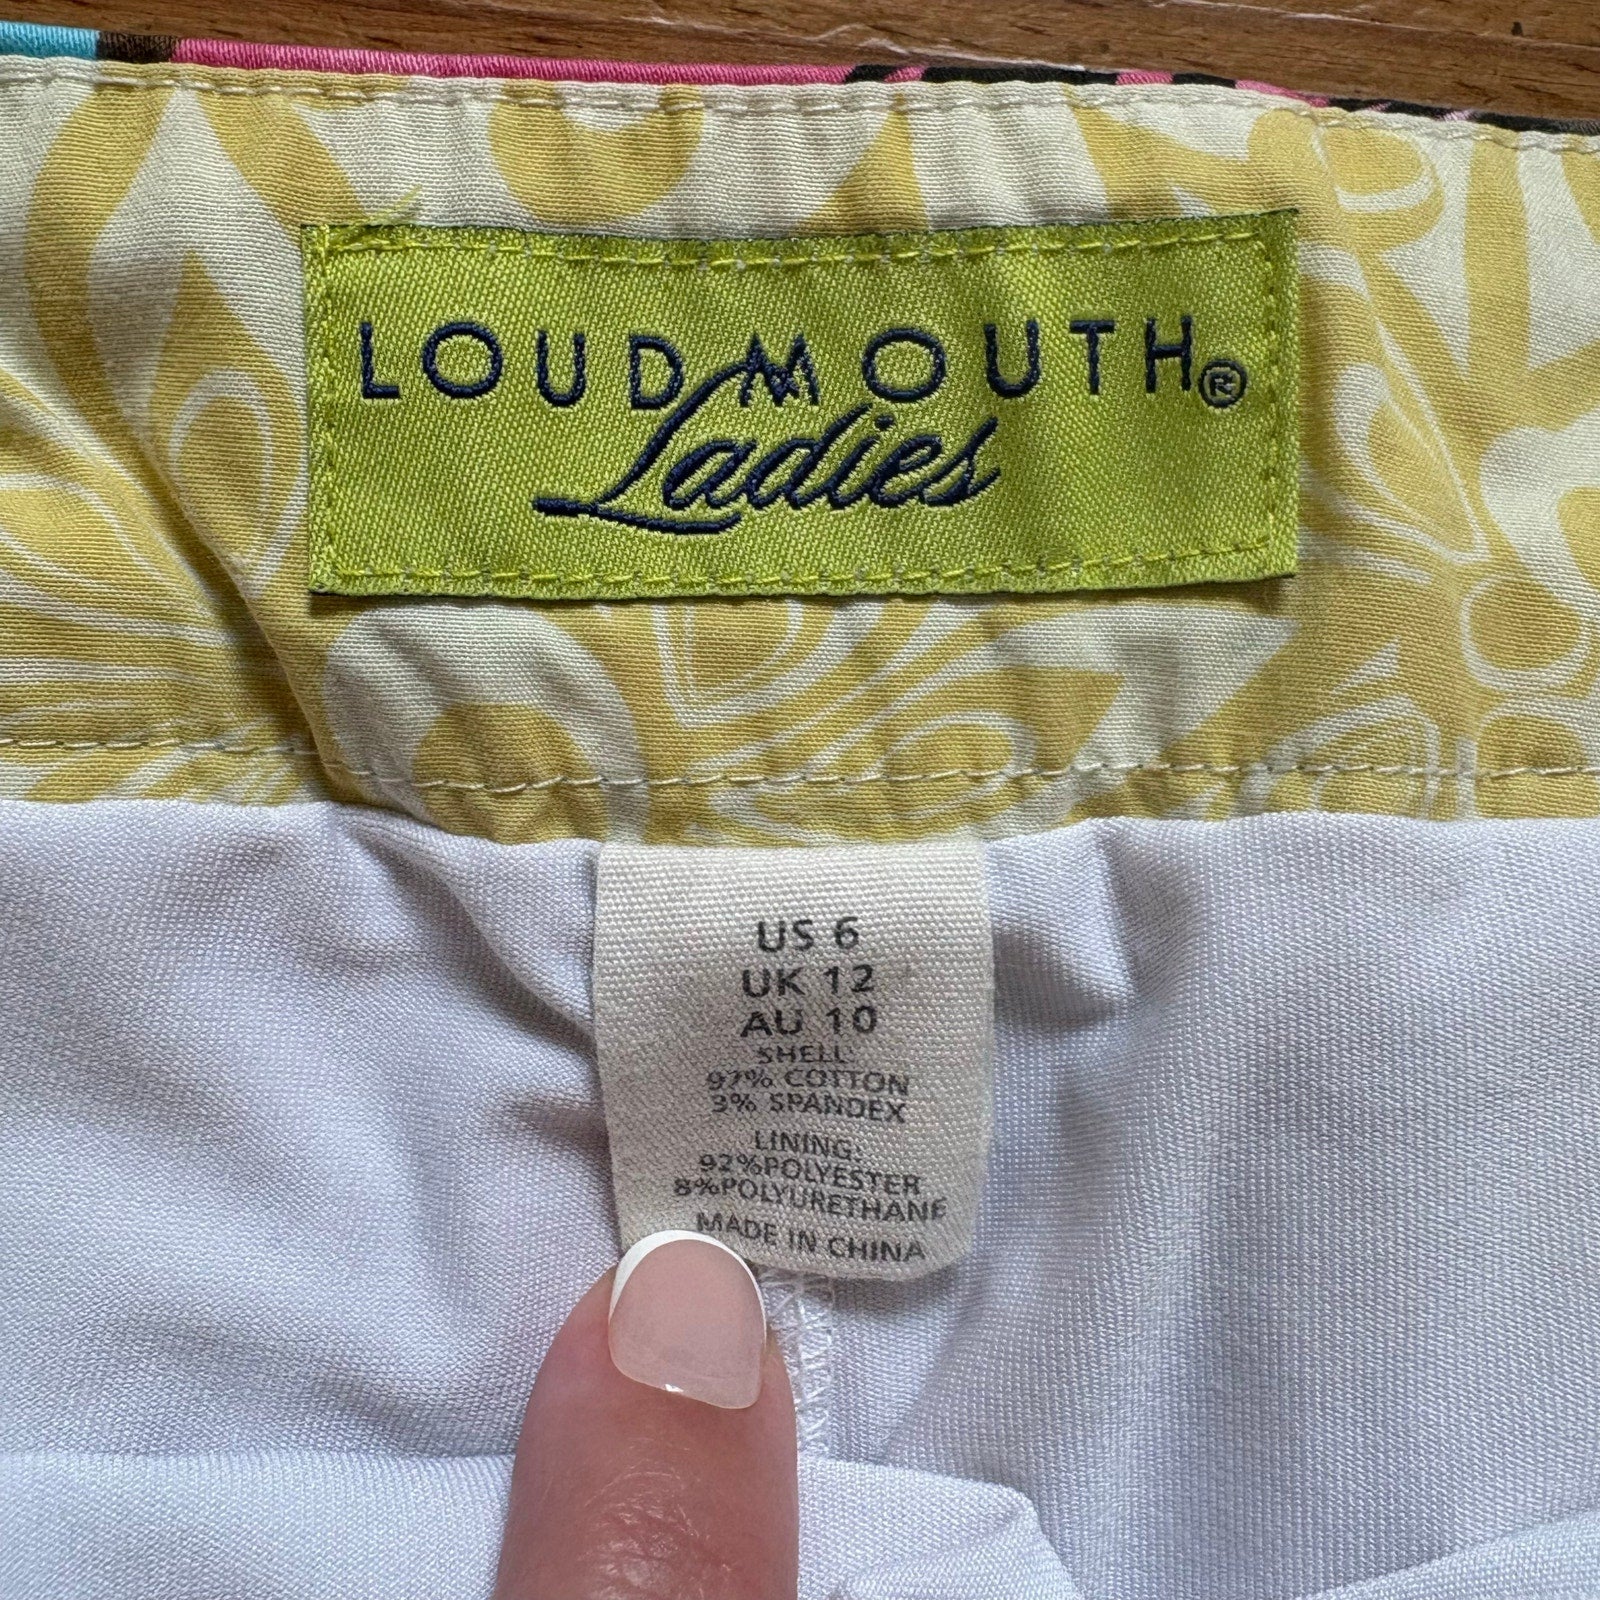 LOUDMOUTH®
Ladies
US 6
UK 12
AU 10
SHELL:
97% COTTON
3% SPANDEX
LINING:
92%POLYESTER
8%POLYURETHANE
MADE IN CHINA